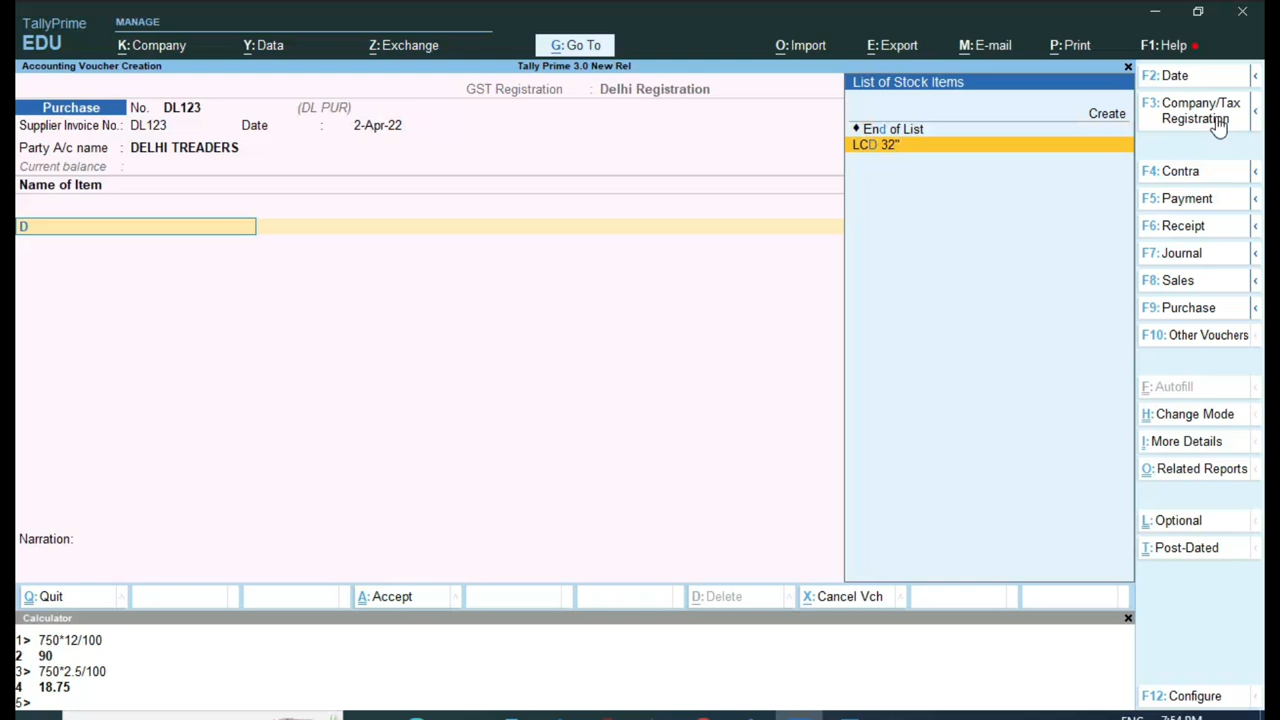 TallyPrime
EDU
MANAGE
K: Company
Y: Data
Z: Exchange
G: Go To
O: Import
E: Export
M: E-mail
P: Print
F1: Help
Accounting Voucher Creation
Tally Prime 3.0 New Rel
GST Registration : Delhi Registration
Purchase No. DL123 (DL PUR)
Supplier Invoice No.: DL123 Date : 2-Apr-22
Party A/c name : DELHI TREADERS
Current balance :
Name of Item
D
Narration:
List of Stock Items
Create
♦ End of List
LCD 32"
F2: Date
F3: Company/Tax
Registration
F4: Contra
F5: Payment
F6: Receipt
F7: Journal
F8: Sales
F9: Purchase
F10: Other Vouchers
F: Autofill
H: Change Mode
I: More Details
O: Related Reports
L: Optional
T: Post-Dated
F12: Configure
Q: Quit
A: Accept
D: Delete
X: Cancel Vch
Calculator
1> 750*12/100
2 90
3> 750*2.5/100
4 18.75
5>